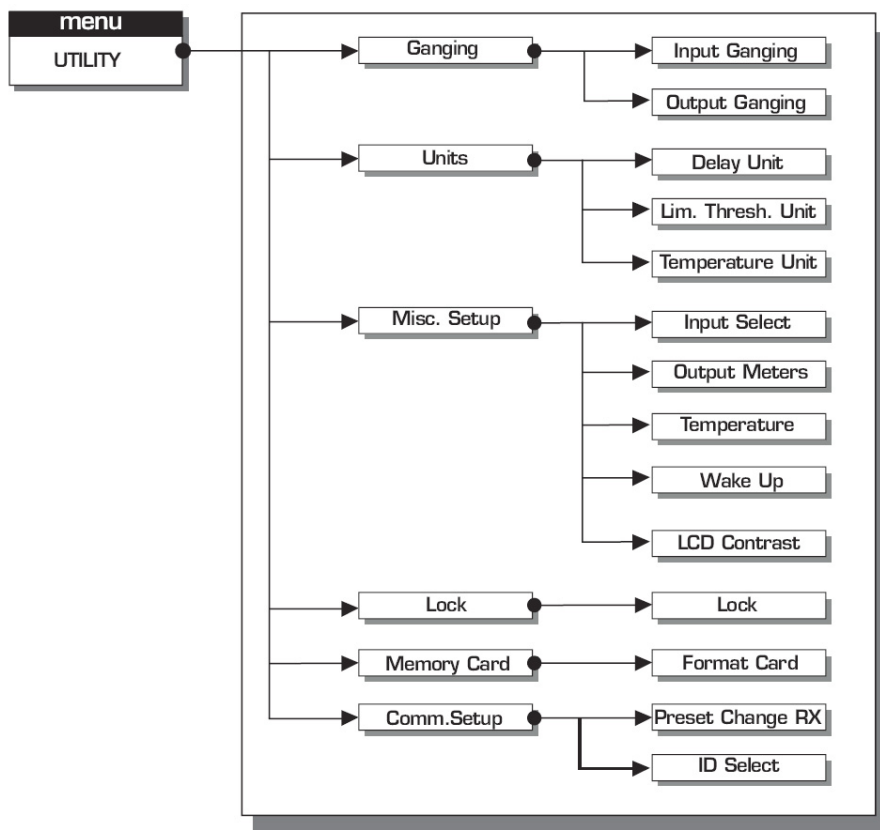 menu
UTILITY
Ganging
Input Ganging
Output Ganging
Units
Delay Unit
Lim. Thresh. Unit
Temperature Unit
Misc. Setup
Input Select
Output Meters
Temperature
Wake Up
LCD Contrast
Lock
Lock
Memory Card
Format Card
Comm.Setup
Preset Change RX
ID Select